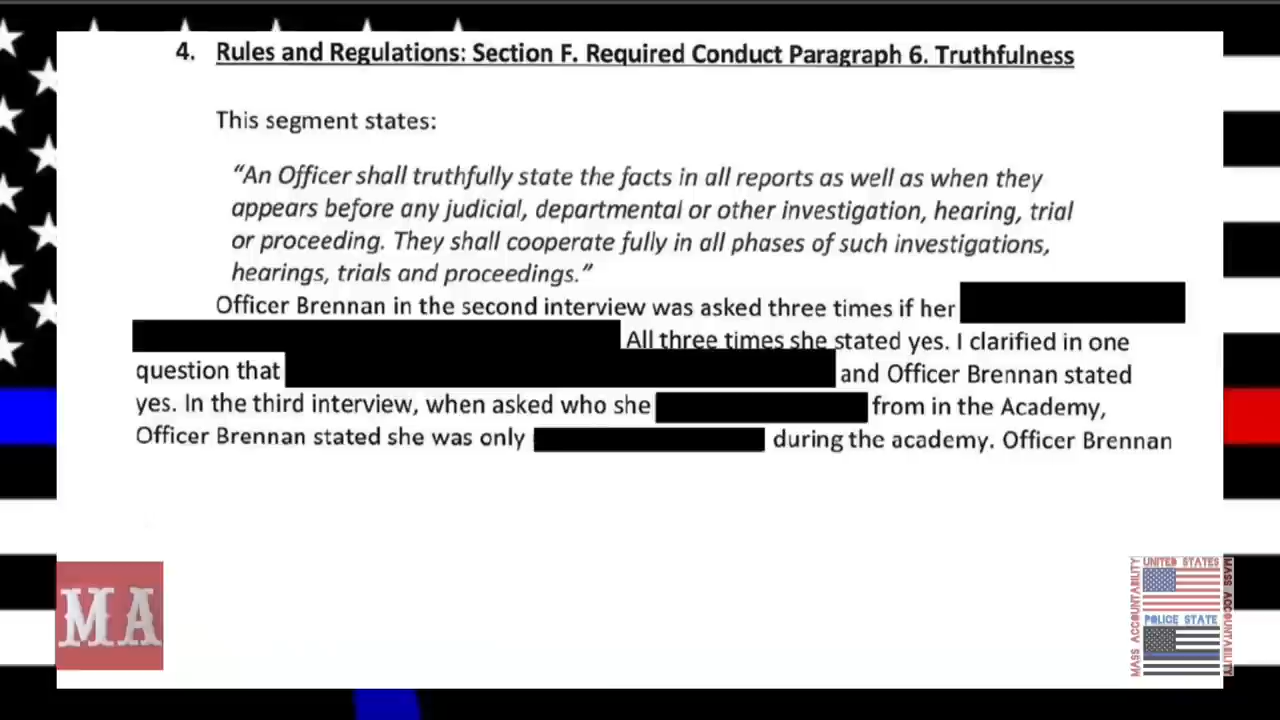 4. Rules and Regulations: Section F. Required Conduct Paragraph 6. Truthfulness
This segment states:
“An Officer shall truthfully state the facts in all reports as well as when they
appears before any judicial, departmental or other investigation, hearing, trial
or proceeding. They shall cooperate fully in all phases of such investigations,
hearings, trials and proceedings.”
Officer Brennan in the second interview was asked three times if her
All three times she stated yes. I clarified in one
question that and Officer Brennan stated
yes. In the third interview, when asked who she from in the Academy,
Officer Brennan stated she was only during the academy. Officer Brennan
MA
MASS ACCOUNTABILITY
UNITED STATES
POLICE STATE
MASS ACCOUNTABILITY